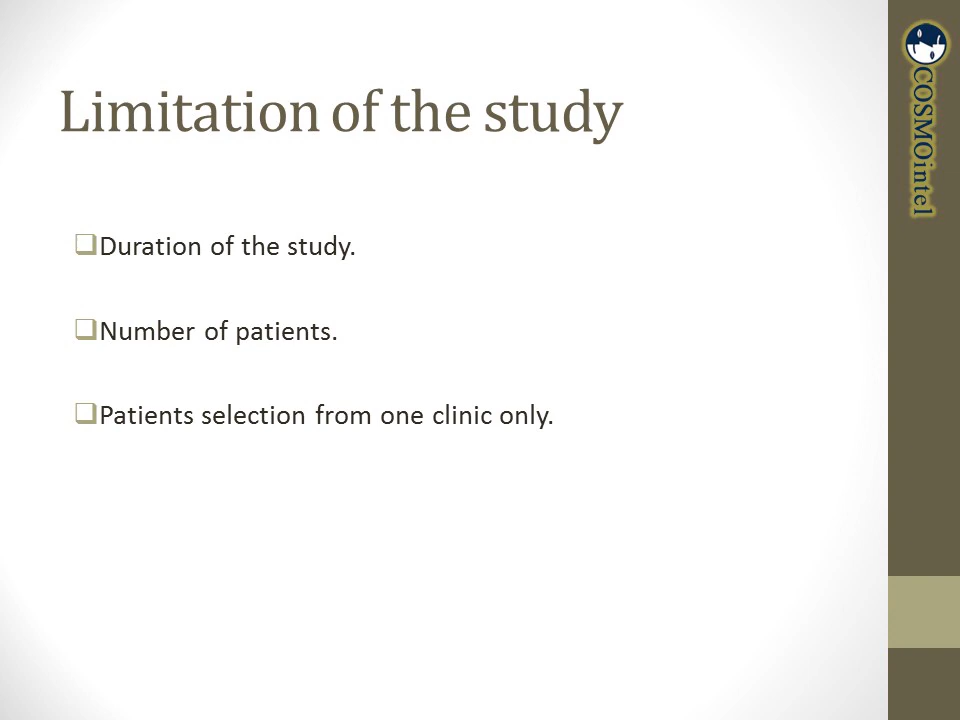 Limitation of the study
Duration of the study.
Number of patients.
Patients selection from one clinic only.
COSMOintel